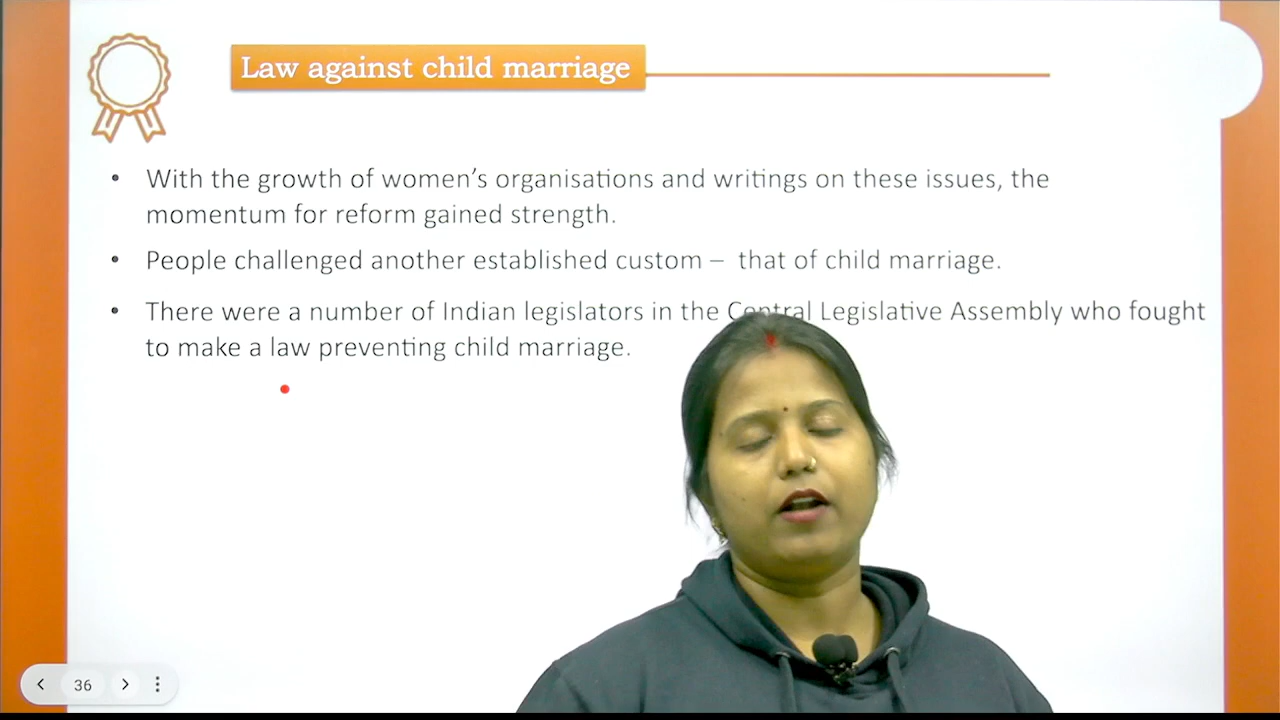 Law against child marriage
• With the growth of women’s organisations and writings on these issues, the
momentum for reform gained strength.
• People challenged another established custom – that of child marriage.
• There were a number of Indian legislators in the Central Legislative Assembly who fought
to make a law preventing child marriage.
36